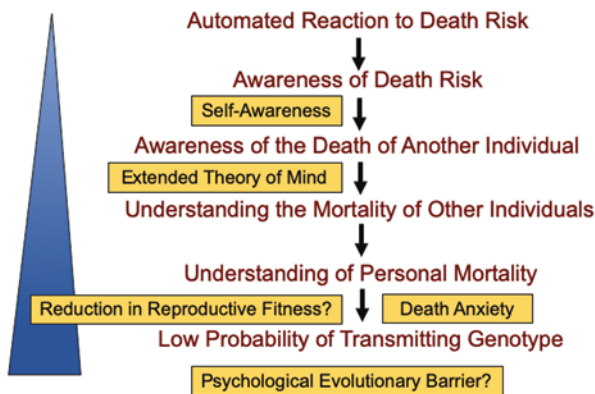 Automated Reaction to Death Risk
Awareness of Death Risk
Self-Awareness
Awareness of the Death of Another Individual
Extended Theory of Mind
Understanding the Mortality of Other Individuals
Understanding of Personal Mortality
Reduction in Reproductive Fitness?
Death Anxiety
Low Probability of Transmitting Genotype
Psychological Evolutionary Barrier?